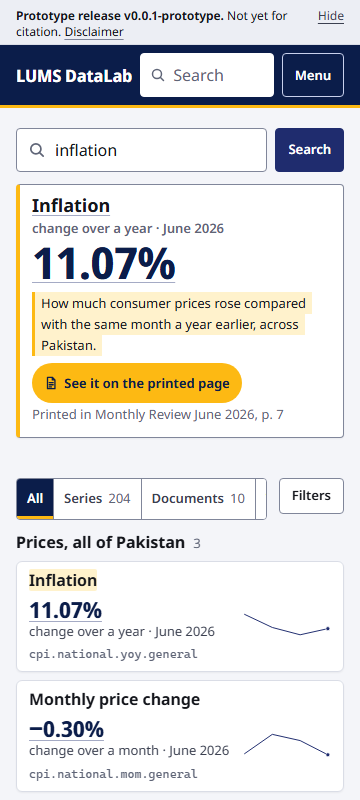 Prototype release v0.0.1-prototype. Not yet for
citation. Disclaimer
Hide
LUMS DataLab
Search
Menu
inflation
Search
Inflation
change over a year · June 2026
11.07%
How much consumer prices rose compared
with the same month a year earlier, across
Pakistan.
See it on the printed page
Printed in Monthly Review June 2026, p. 7
All
Series 204
Documents 10
Filters
Prices, all of Pakistan 3
Inflation
11.07%
change over a year · June 2026
cpi.national.yoy.general
Monthly price change
−0.30%
change over a month · June 2026
cpi.national.mom.general